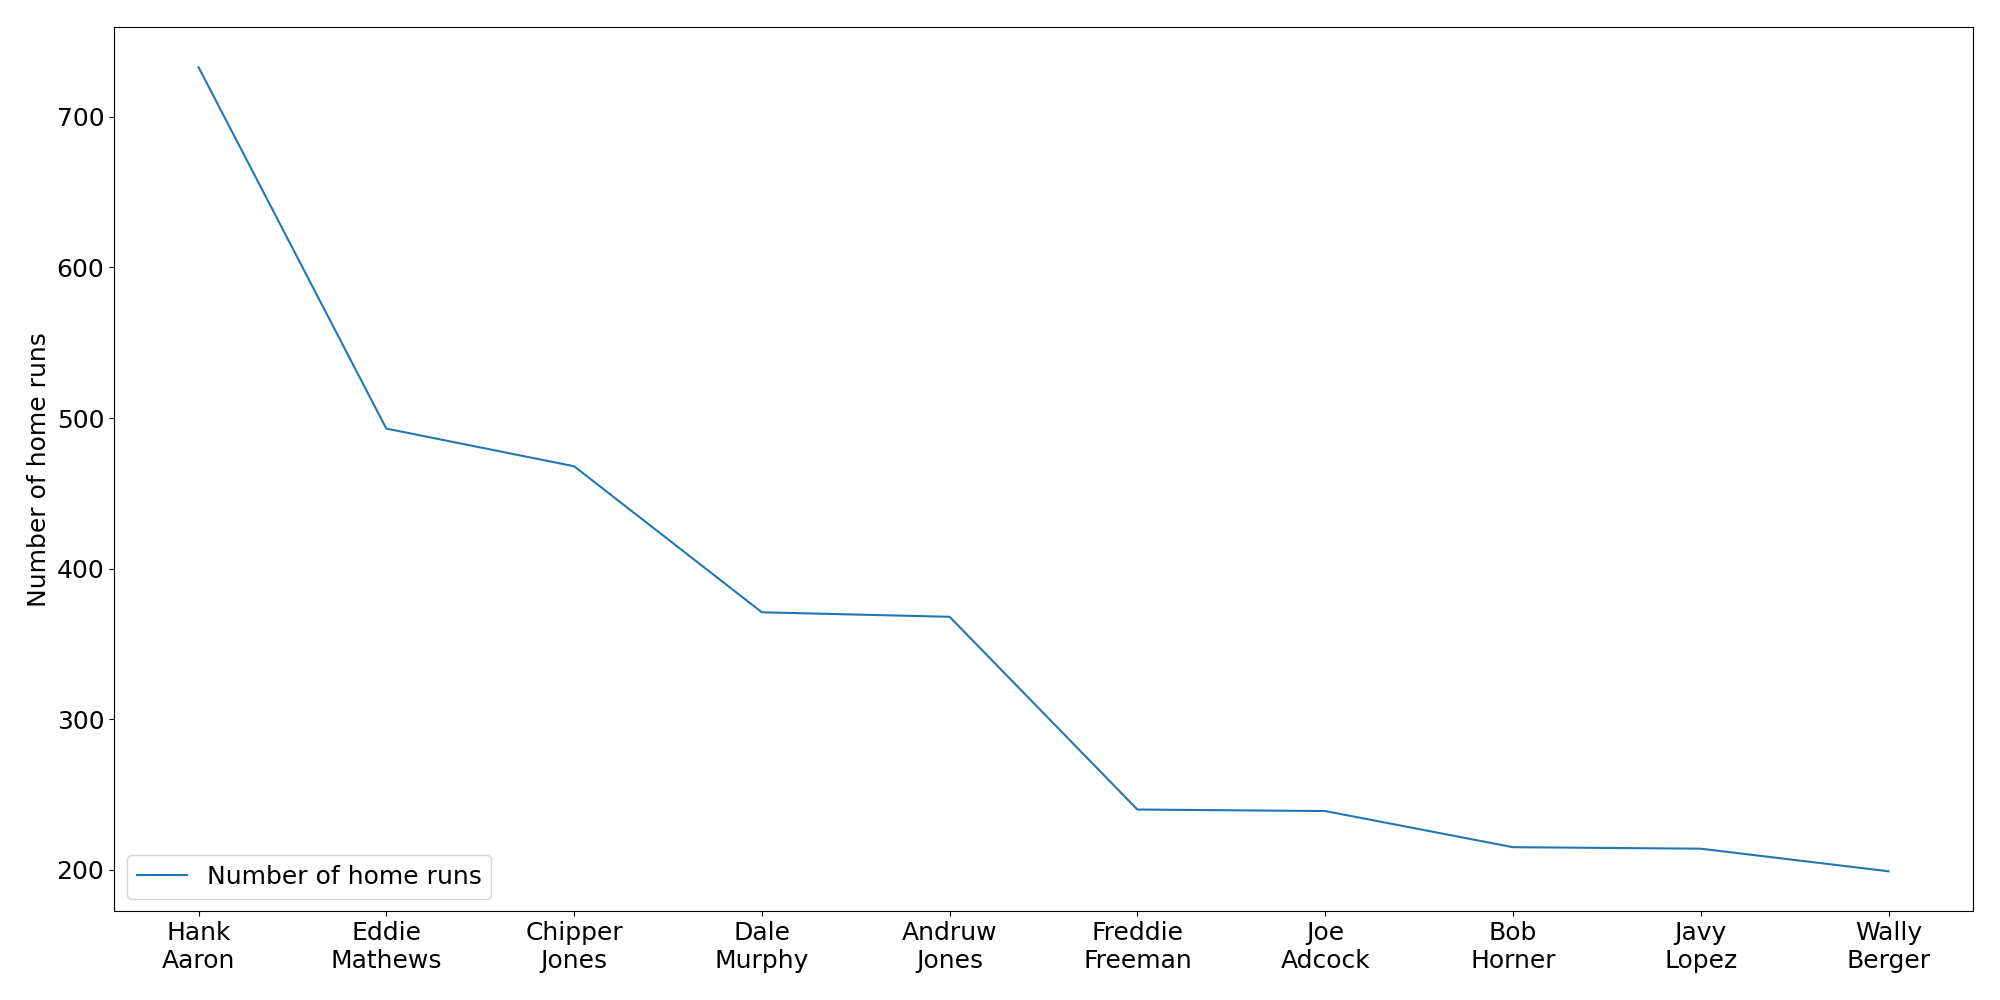 Number of home runs
700
600
500
400
300
200
Number of home runs
Hank Aaron
Eddie Mathews
Chipper Jones
Dale Murphy
Andruw Jones
Freddie Freeman
Joe Adcock
Bob Horner
Javy Lopez
Wally Berger